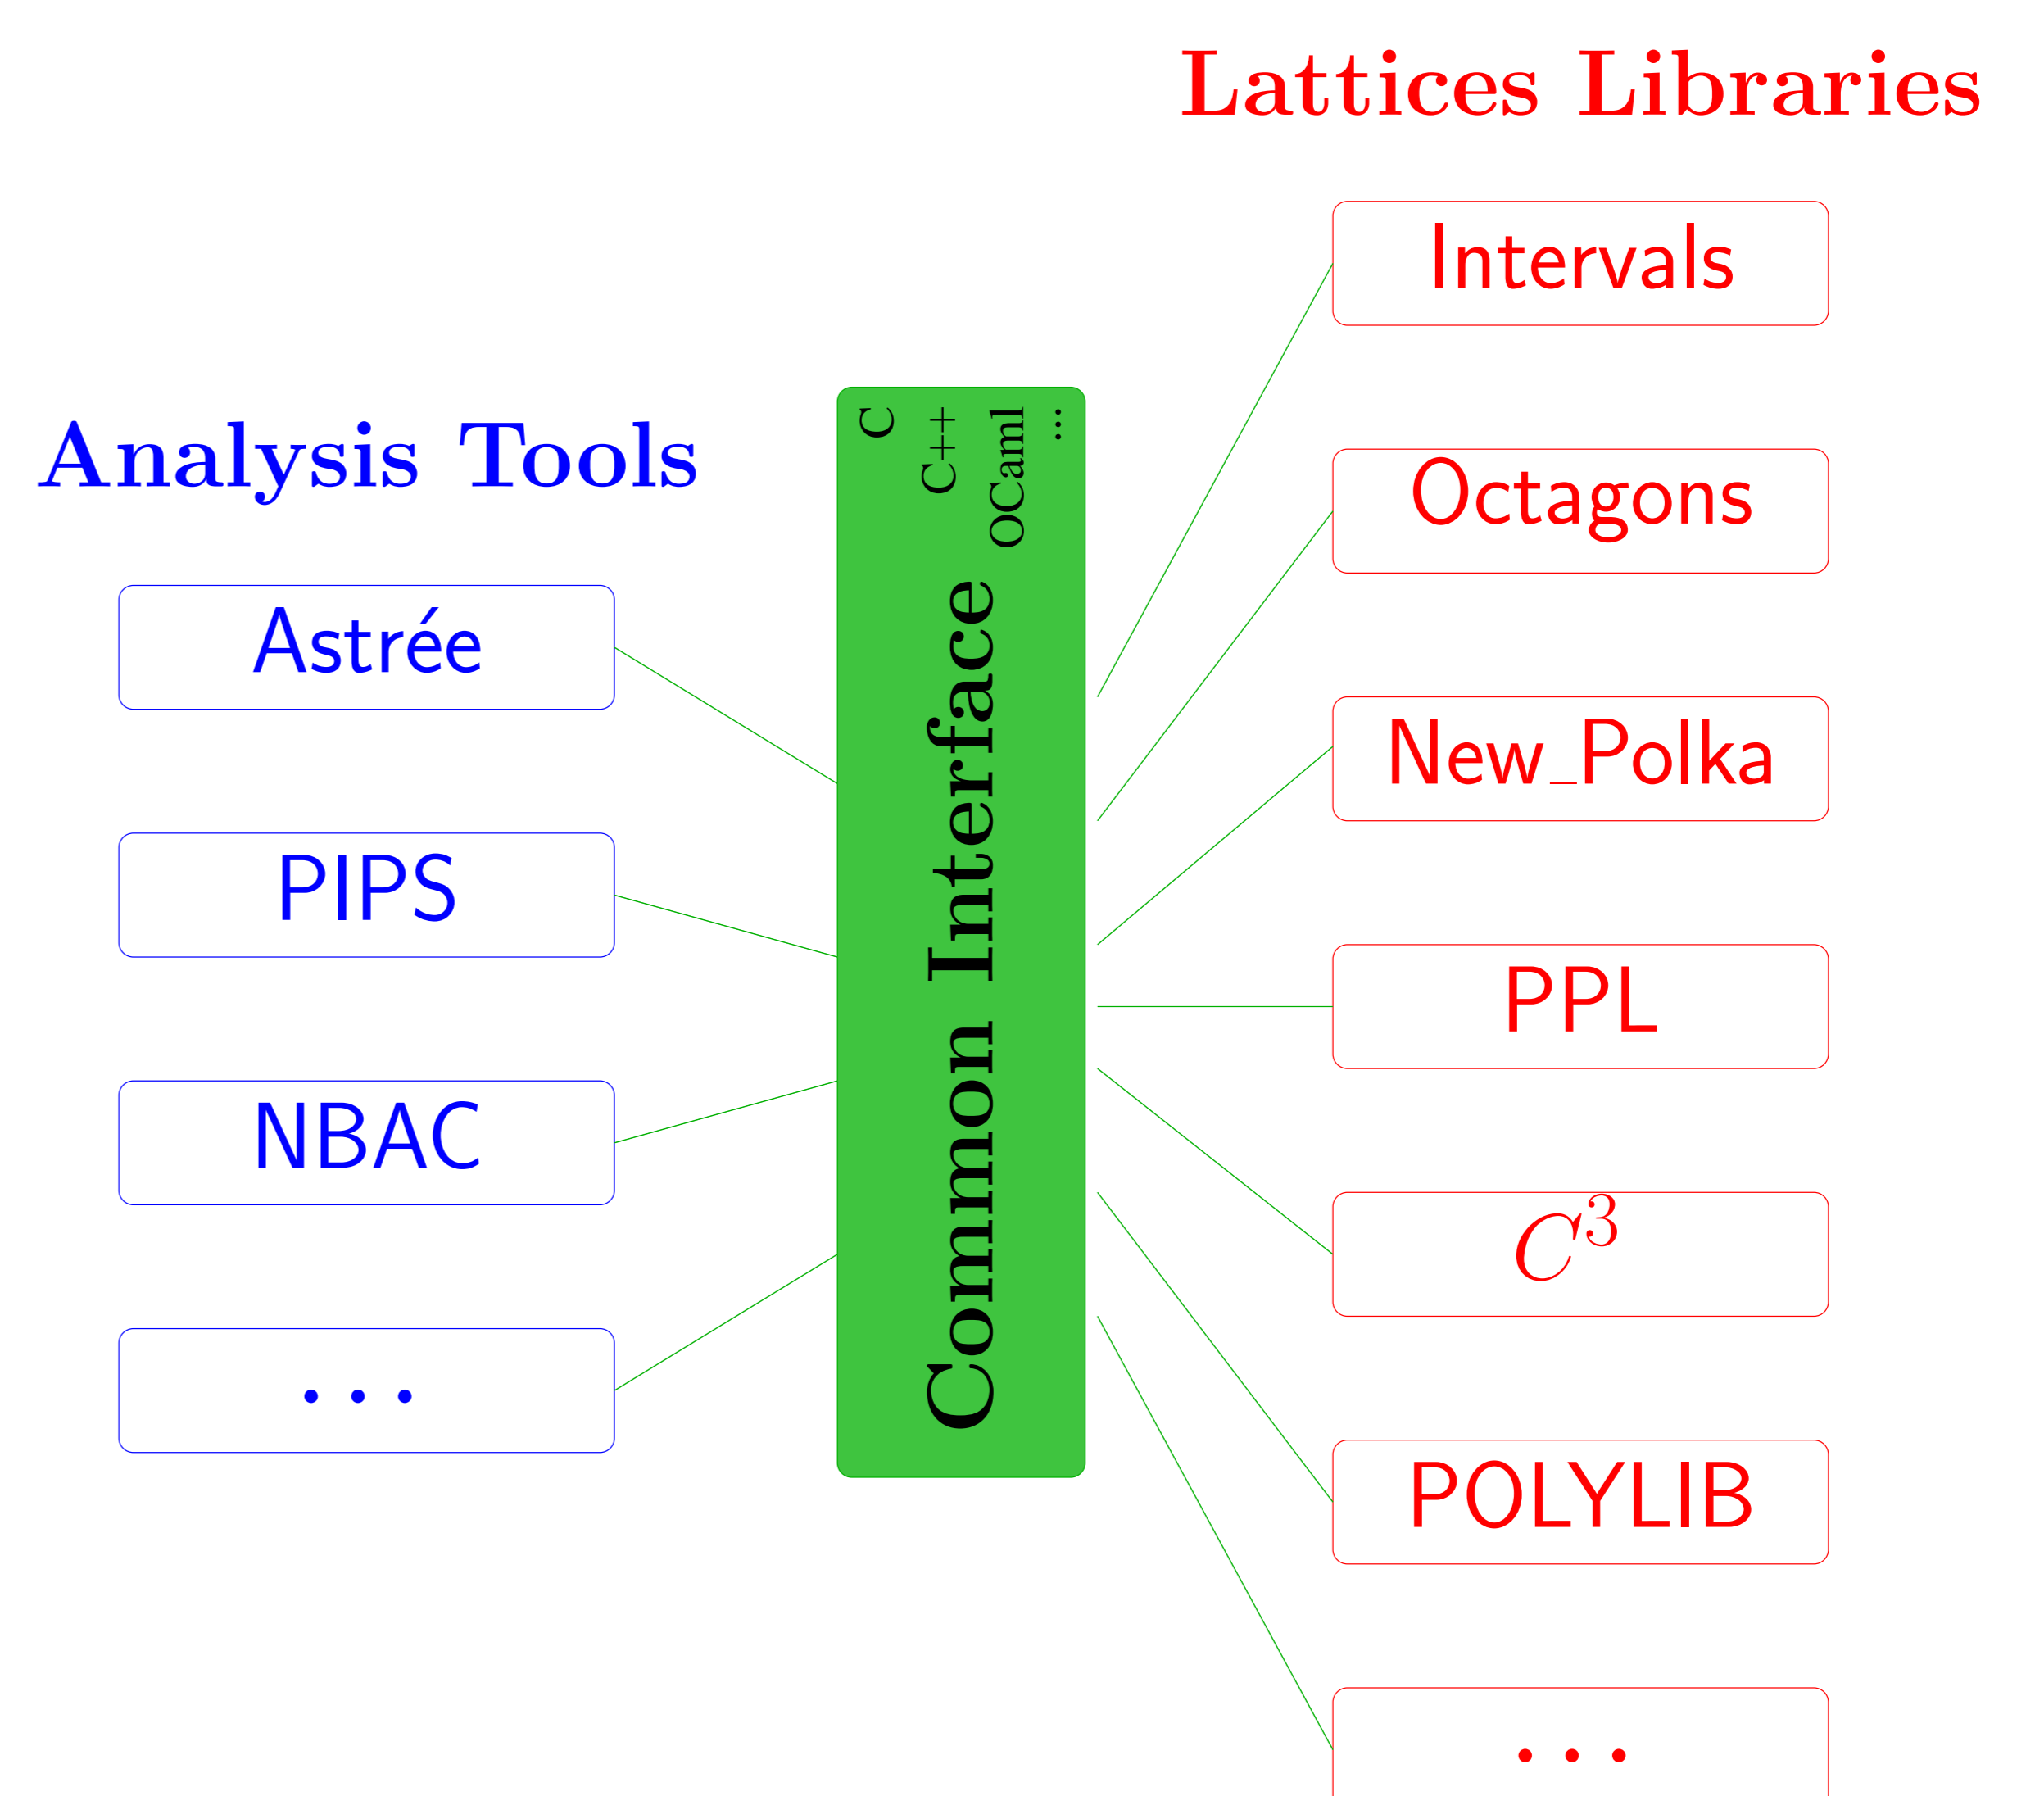 Lattices Libraries
Analysis Tools
Astrée
PIPS
NBAC
...
C
C++
OCaml
...
Common Interface
Intervals
Octagons
New_Polka
PPL
C³
POLYLIB
...